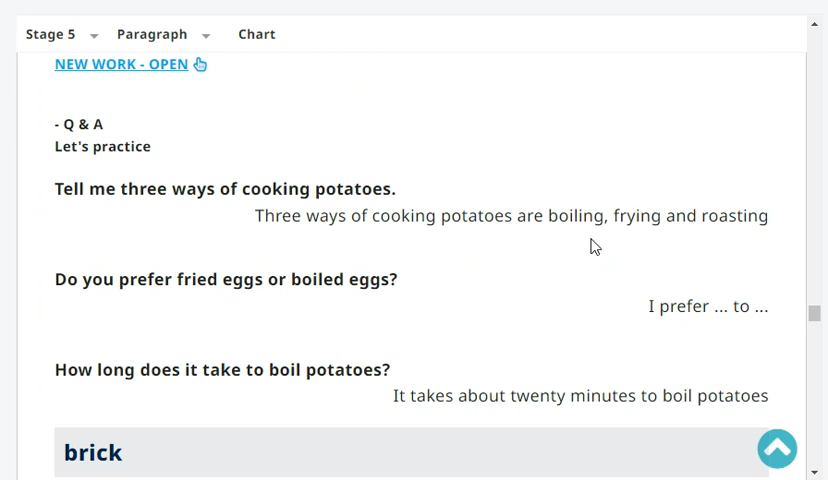 Stage 5 Paragraph Chart
NEW WORK - OPEN
- Q & A
Let's practice
Tell me three ways of cooking potatoes.
Three ways of cooking potatoes are boiling, frying and roasting
Do you prefer fried eggs or boiled eggs?
I prefer ... to ...
How long does it take to boil potatoes?
It takes about twenty minutes to boil potatoes
brick